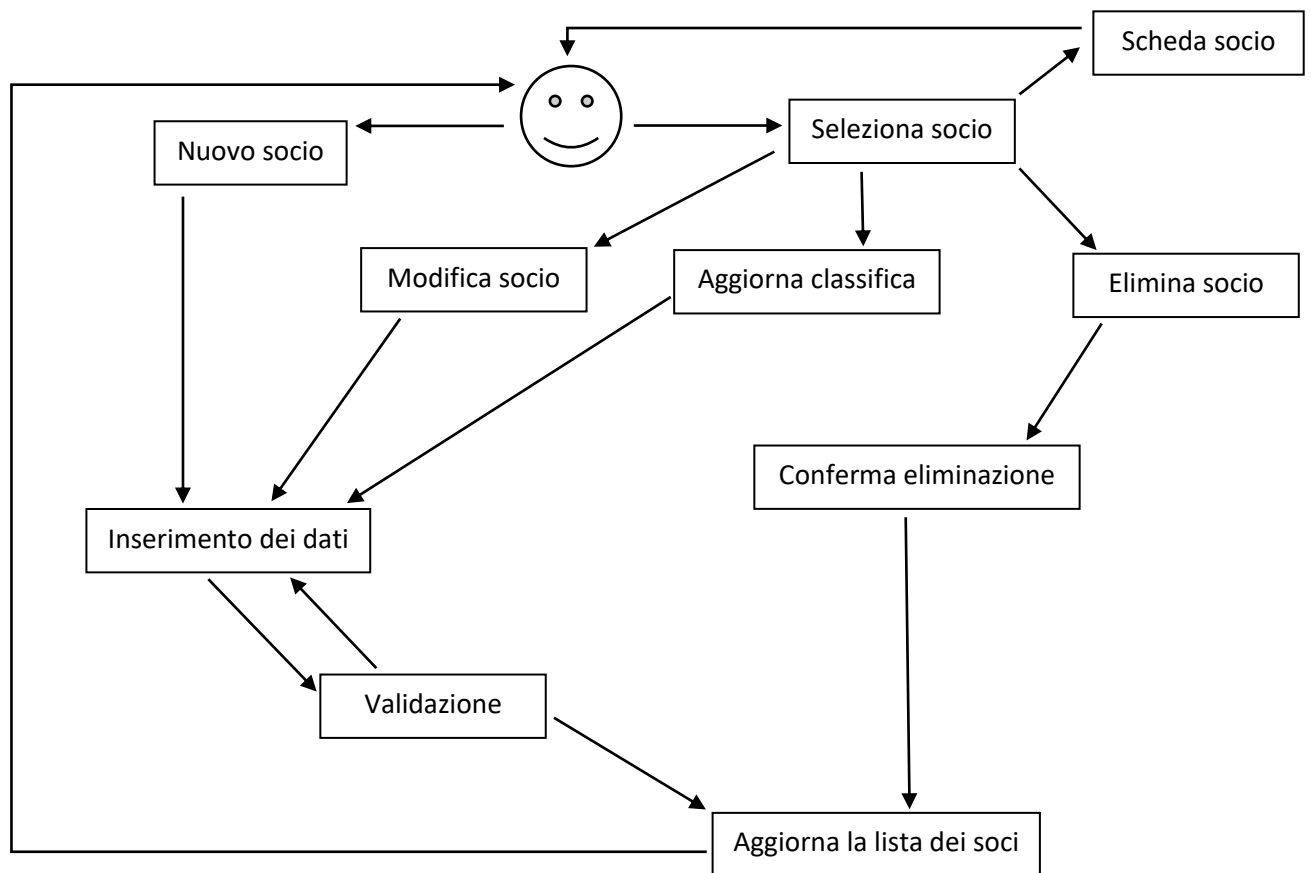 Scheda socio
Seleziona socio
Nuovo socio
Modifica socio
Aggiorna classifica
Elimina socio
Conferma eliminazione
Inserimento dei dati
Validazione
Aggiorna la lista dei soci